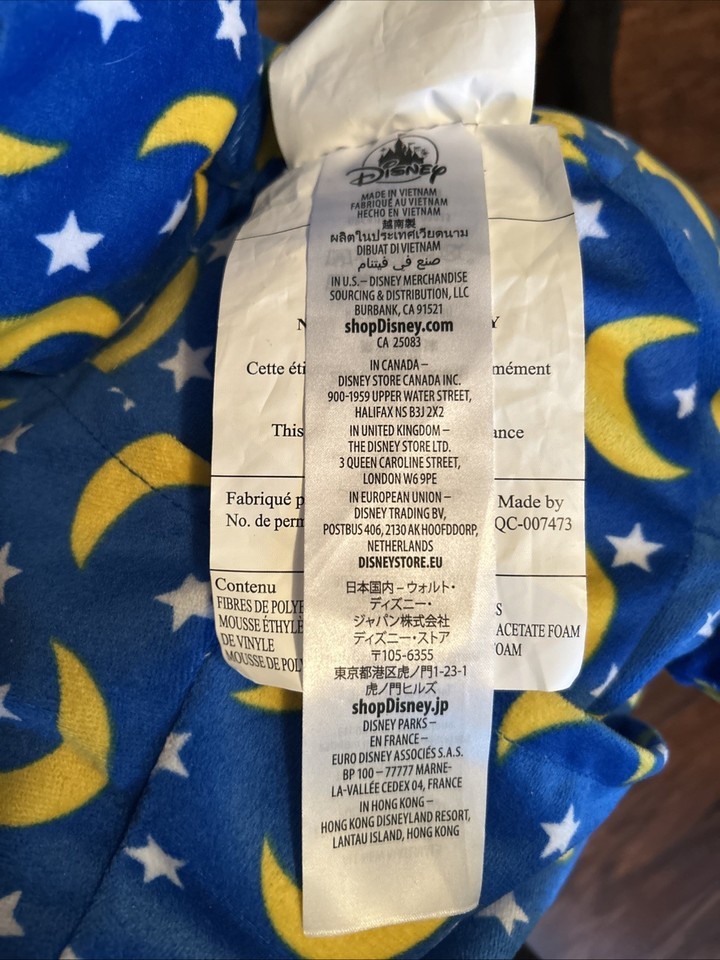 Disney
MADE IN VIETNAM
FABRIQUÉ AU VIETNAM
HECHO EN VIETNAM
越南製
ผลิตในประเทศเวียดนาม
DIBUAT DI VIETNAM
صنع في فيتنام
IN U.S. – DISNEY MERCHANDISE
SOURCING & DISTRIBUTION, LLC
BURBANK, CA 91521
shopDisney.com
CA 25083
IN CANADA –
DISNEY STORE CANADA INC.
900-1959 UPPER WATER STREET,
HALIFAX NS B3J 2X2
IN UNITED KINGDOM –
THE DISNEY STORE LTD.
3 QUEEN CAROLINE STREET,
LONDON W6 9PE
IN EUROPEAN UNION –
DISNEY TRADING BV,
POSTBUS 406, 2130 AK HOOFDDORP,
NETHERLANDS
DISNEYSTORE.EU
日本国内 – ウォルト・
ディズニー・
ジャパン株式会社
ディズニー・ストア
〒105-6355
東京都港区虎ノ門1-23-1
虎ノ門ヒルズ
shopDisney.jp
DISNEY PARKS –
EN FRANCE –
EURO DISNEY ASSOCIÉS S.A.S.
BP 100 – 77777 MARNE-
LA-VALLÉE CEDEX 04, FRANCE
IN HONG KONG –
HONG KONG DISNEYLAND RESORT,
LANTAU ISLAND, HONG KONG
N Y
Cette éti mément
This ance
Fabriqué p Made by
No. de perm QC-007473
Contenu
FIBRES DE POLYE S
MOUSSE ÉTHYLÈ ACETATE FOAM
DE VINYLE OAM
MOUSSE DE POLY